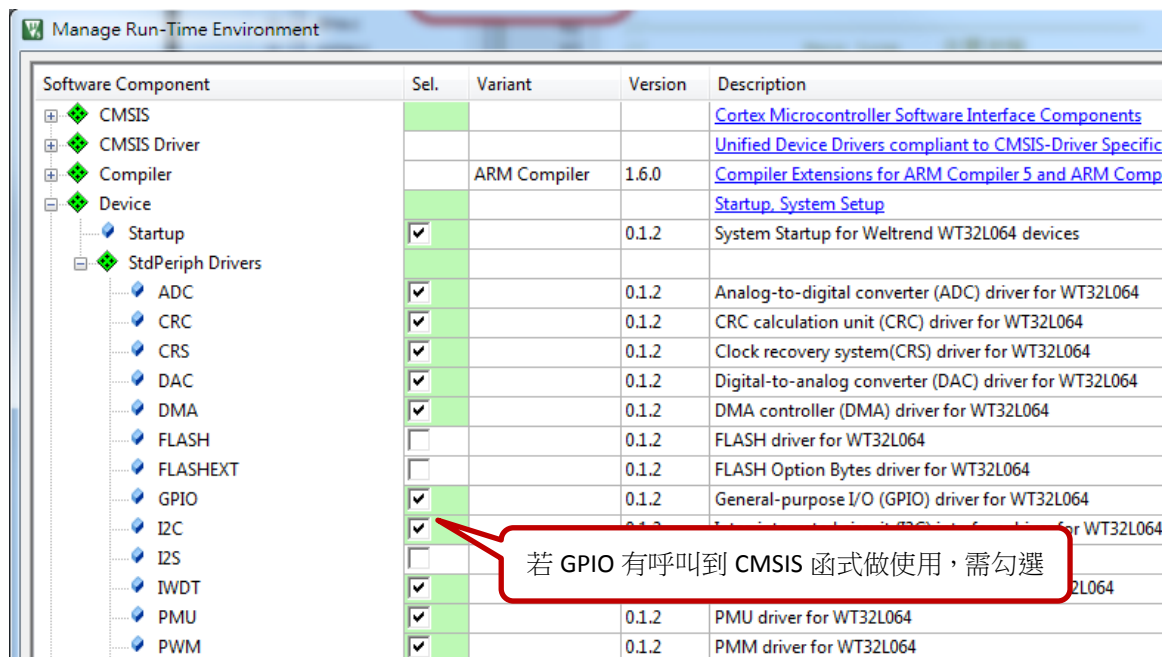 Manage Run-Time Environment
Software Component Sel. Variant Version Description
CMSIS Cortex Microcontroller Software Interface Components
CMSIS Driver Unified Device Drivers compliant to CMSIS-Driver Specific
Compiler ARM Compiler 1.6.0 Compiler Extensions for ARM Compiler 5 and ARM Comp
Device Startup, System Setup
Startup 0.1.2 System Startup for Weltrend WT32L064 devices
StdPeriph Drivers
ADC 0.1.2 Analog-to-digital converter (ADC) driver for WT32L064
CRC 0.1.2 CRC calculation unit (CRC) driver for WT32L064
CRS 0.1.2 Clock recovery system(CRS) driver for WT32L064
DAC 0.1.2 Digital-to-analog converter (DAC) driver for WT32L064
DMA 0.1.2 DMA controller (DMA) driver for WT32L064
FLASH 0.1.2 FLASH driver for WT32L064
FLASHEXT 0.1.2 FLASH Option Bytes driver for WT32L064
GPIO 0.1.2 General-purpose I/O (GPIO) driver for WT32L064
I2C for WT32L064
I2S
若 GPIO 有呼叫到 CMSIS 函式做使用，需勾選
IWDT 2L064
PMU 0.1.2 PMU driver for WT32L064
PWM 0.1.2 PMM driver for WT32L064